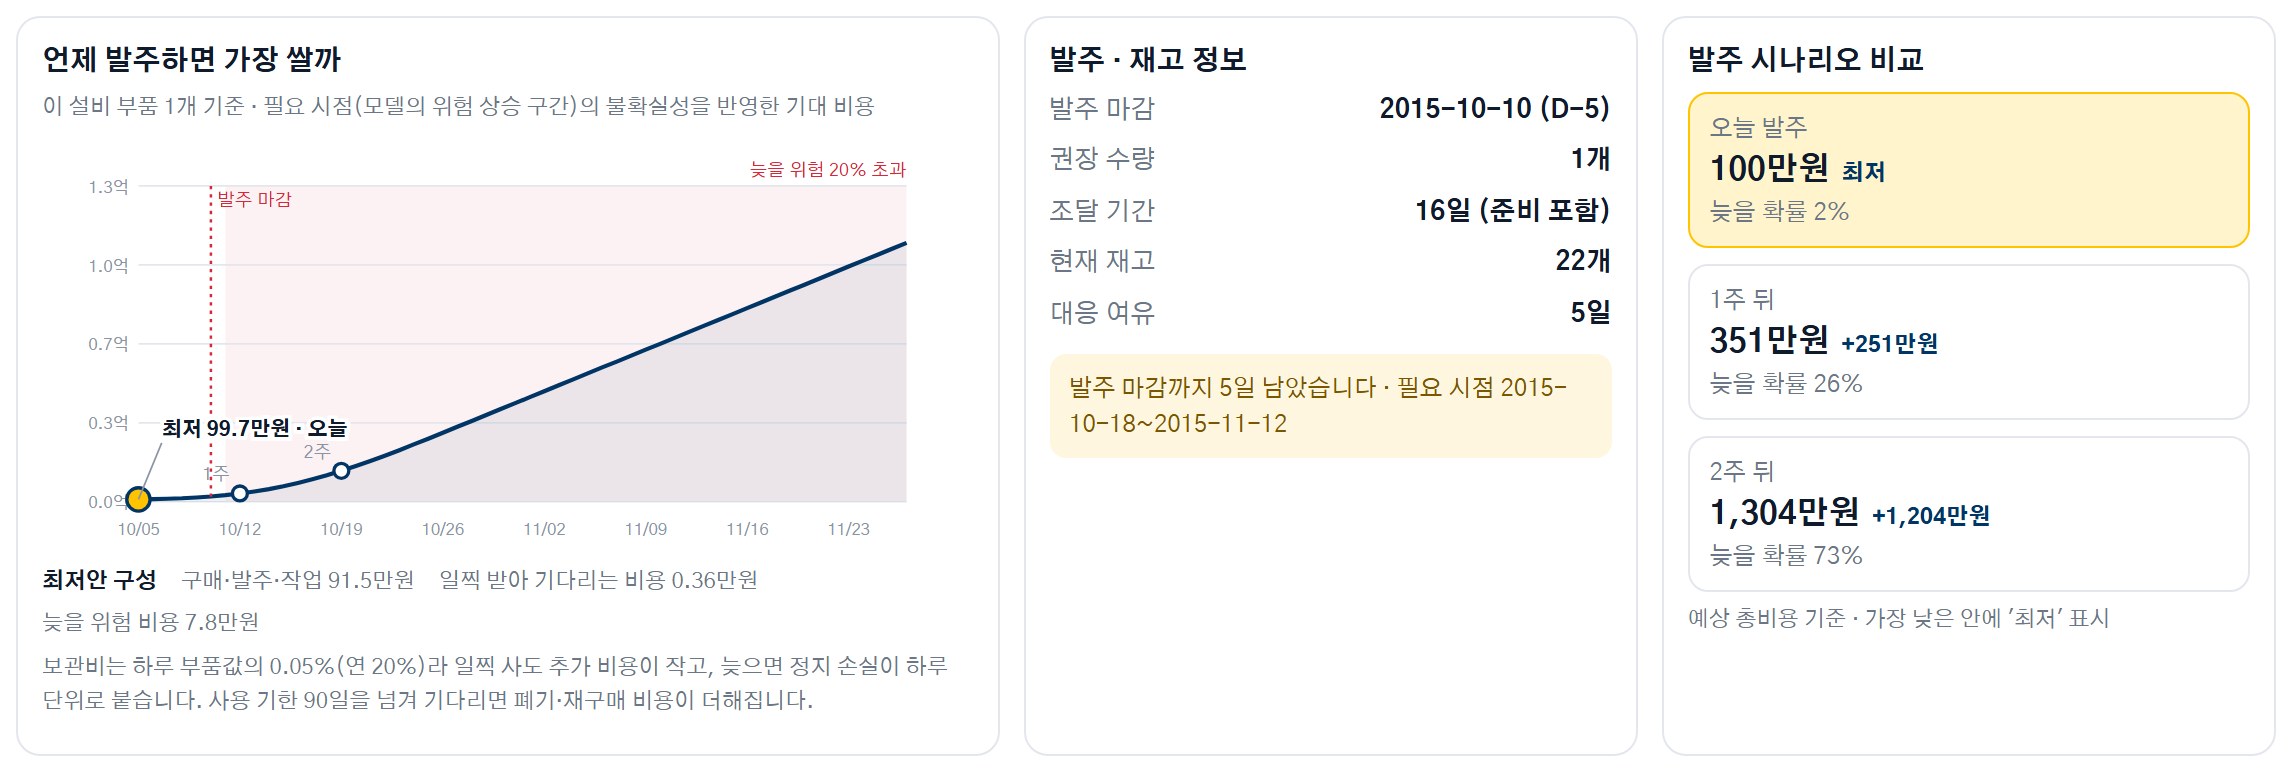 언제 발주하면 가장 쌀까
이 설비 부품 1개 기준 · 필요 시점(모델의 위험 상승 구간)의 불확실성을 반영한 기대 비용
늦을 위험 20% 초과
발주 마감
1.3억
1.0억
0.7억
0.3억
0.0억
최저 99.7만원 · 오늘
1주
2주
10/05
10/12
10/19
10/26
11/02
11/09
11/16
11/23
최저안 구성 구매·발주·작업 91.5만원 일찍 받아 기다리는 비용 0.36만원
늦을 위험 비용 7.8만원
보관비는 하루 부품값의 0.05%(연 20%)라 일찍 사도 추가 비용이 작고, 늦으면 정지 손실이 하루
단위로 붙습니다. 사용 기한 90일을 넘겨 기다리면 폐기·재구매 비용이 더해집니다.
발주 · 재고 정보
발주 마감 2015-10-10 (D-5)
권장 수량 1개
조달 기간 16일 (준비 포함)
현재 재고 22개
대응 여유 5일
발주 마감까지 5일 남았습니다 · 필요 시점 2015-
10-18~2015-11-12
발주 시나리오 비교
오늘 발주
100만원 최저
늦을 확률 2%
1주 뒤
351만원 +251만원
늦을 확률 26%
2주 뒤
1,304만원 +1,204만원
늦을 확률 73%
예상 총비용 기준 · 가장 낮은 안에 '최저' 표시